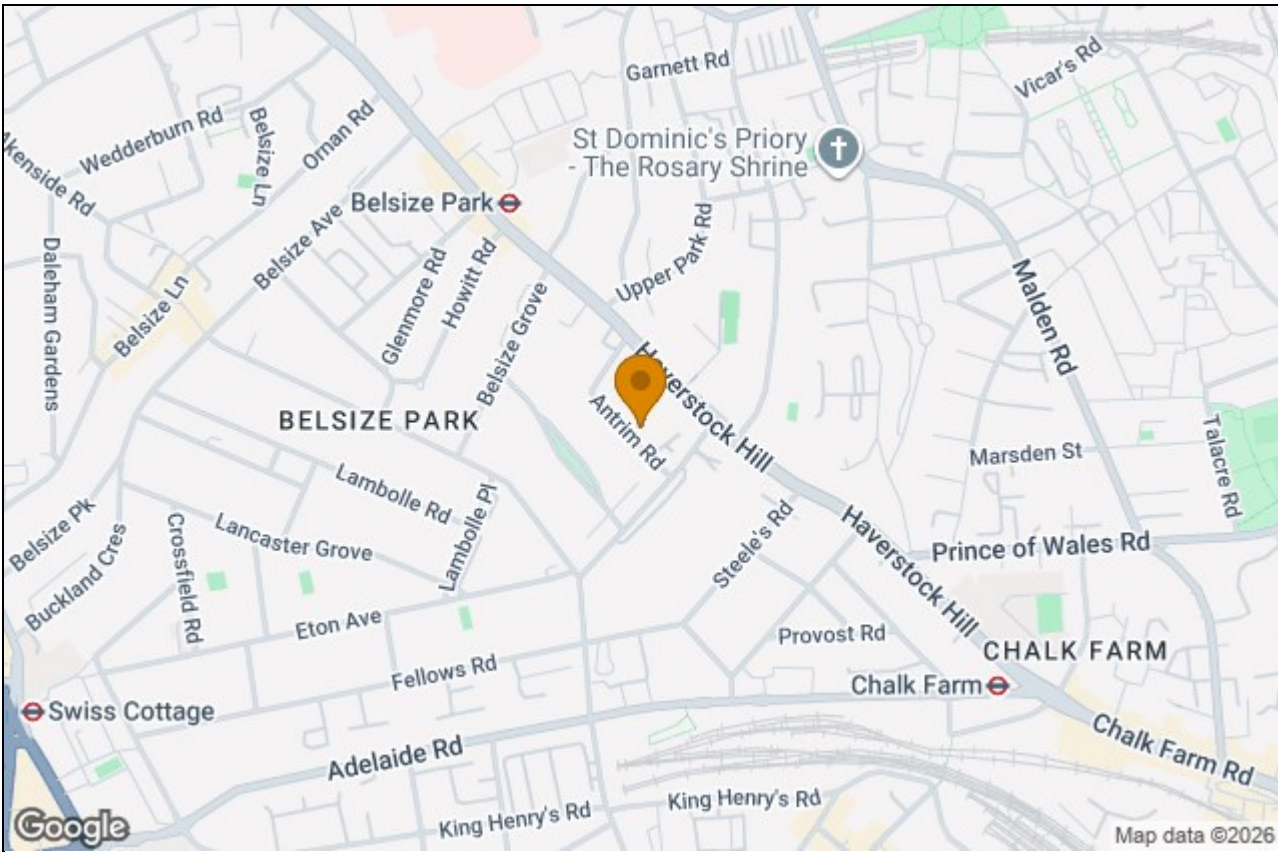 Garnett Rd
Vicar's Rd
St Dominic's Priory
- The Rosary Shrine
Wedderburn Rd
Belsize Ln
Ornan Rd
Akenside Rd
Belsize Park
Belsize Ave
Upper Park Rd
Daleham Gardens
Belsize Ln
Glenmore Rd
Howitt Rd
Belsize Grove
Malden Rd
Haverstock Hill
Antrim Rd
BELSIZE PARK
Marsden St
Talacre Rd
Lambolle Rd
Lambolle Pl
Belsize Pk
Buckland Cres
Crossfield Rd
Lancaster Grove
Steele's Rd
Haverstock Hill
Prince of Wales Rd
Eton Ave
Provost Rd
CHALK FARM
Fellows Rd
Chalk Farm
Swiss Cottage
Adelaide Rd
Chalk Farm Rd
King Henry's Rd
King Henry's Rd
Google
Map data ©2026